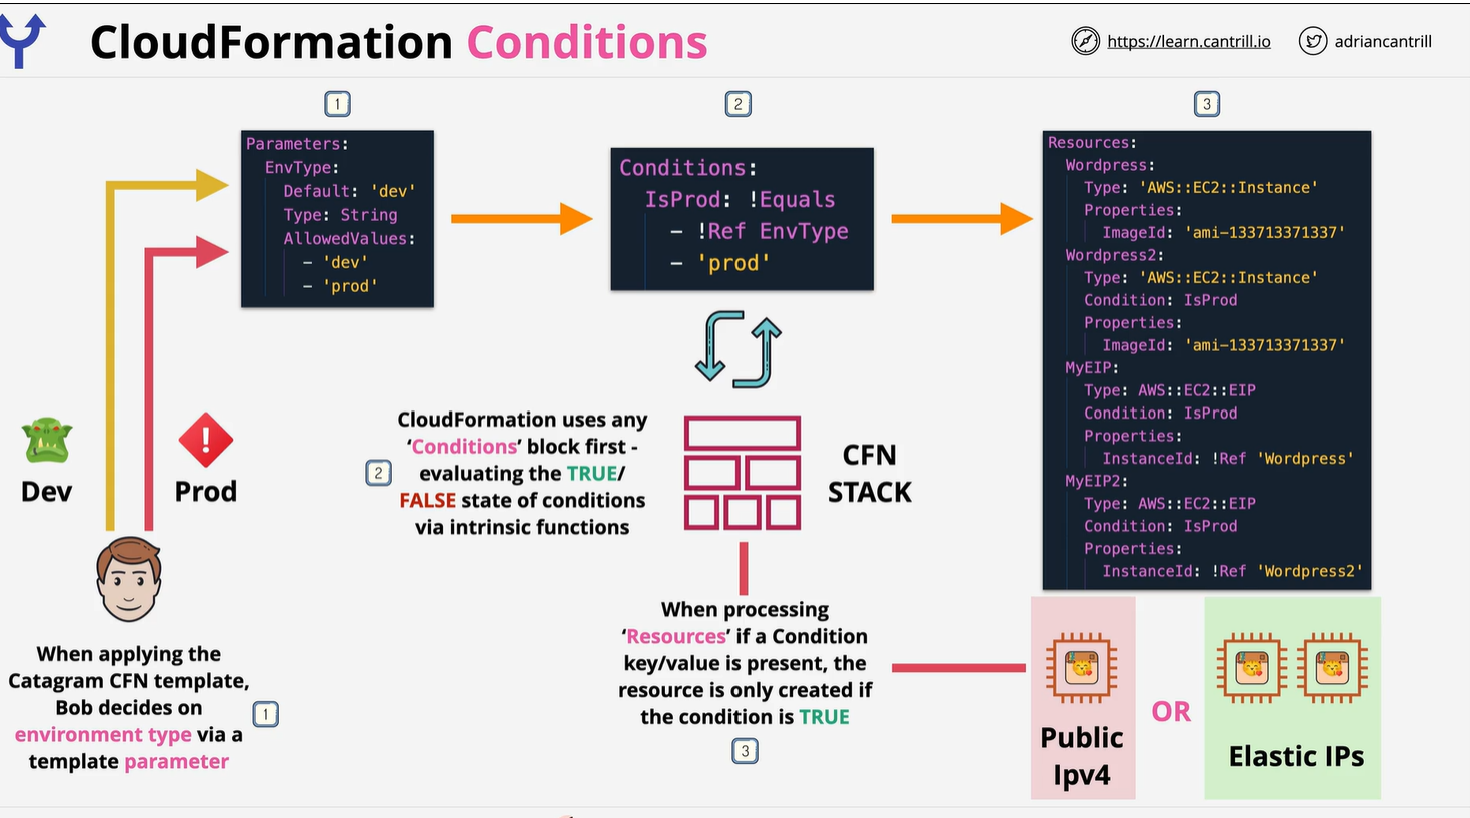 CloudFormation Conditions
https://learn.cantrill.io
adriancantrill
1
Parameters:
EnvType:
Default: 'dev'
Type: String
AllowedValues:
– 'dev'
– 'prod'
2
Conditions:
IsProd: !Equals
– !Ref EnvType
– 'prod'
3
Resources:
Wordpress:
Type: 'AWS::EC2::Instance'
Properties:
ImageId: 'ami-133713371337'
Wordpress2:
Type: 'AWS::EC2::Instance'
Condition: IsProd
Properties:
ImageId: 'ami-133713371337'
MyEIP:
Type: AWS::EC2::EIP
Condition: IsProd
Properties:
InstanceId: !Ref 'Wordpress'
MyEIP2:
Type: AWS::EC2::EIP
Condition: IsProd
Properties:
InstanceId: !Ref 'Wordpress2'
Dev
Prod
When applying the
Catagram CFN template,
Bob decides on
environment type via a
template parameter
1
2
CloudFormation uses any
‘Conditions’ block first -
evaluating the TRUE/
FALSE state of conditions
via intrinsic functions
CFN
STACK
When processing
‘Resources’ if a Condition
key/value is present, the
resource is only created if
the condition is TRUE
3
Public
Ipv4
OR
Elastic IPs